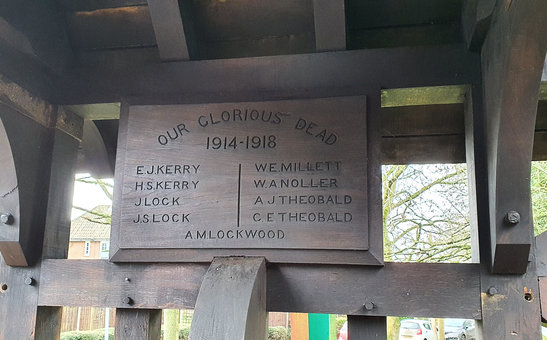 OUR GLORIOUS DEAD
1914-1918
E.J.KERRY
H.S.KERRY
J.LOCK
J.S.LOCK
W.E.MILLETT
W.A.NOLLER
A.J.THEOBALD
C.E.THEOBALD
A.M.LOCKWOOD